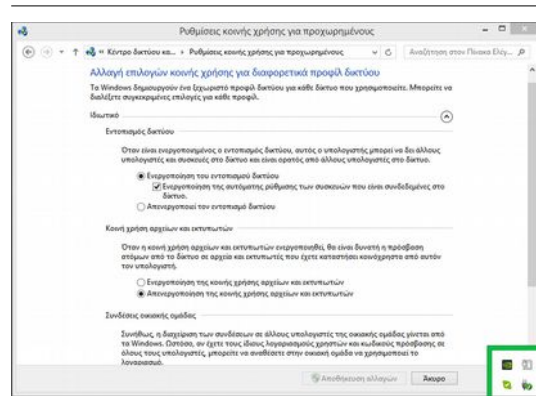 Ρυθμίσεις κοινής χρήσης για προχωρημένους
« Κέντρο δικτύου κα... Ρυθμίσεις κοινής χρήσης για προχωρημένους Αναζήτηση στον Πίνακα Ελέγ...
Αλλαγή επιλογών κοινής χρήσης για διαφορετικά προφίλ δικτύου
Τα Windows δημιουργούν ένα ξεχωριστό προφίλ δικτύου για κάθε δίκτυο που χρησιμοποιείτε. Μπορείτε να
διαλέξετε συγκεκριμένες επιλογές για κάθε προφίλ.
Ιδιωτικό
Εντοπισμός δικτύου
Όταν είναι ενεργοποιημένος ο εντοπισμός δικτύου, αυτός ο υπολογιστής μπορεί να δει άλλους
υπολογιστές και συσκευές στο δίκτυο και είναι ορατός από άλλους υπολογιστές στο δίκτυο.
Ενεργοποίηση του εντοπισμού δικτύου
Ενεργοποίηση της αυτόματης ρύθμισης των συσκευών που είναι συνδεδεμένες στο
δίκτυο.
Απενεργοποιεί τον εντοπισμό δικτύου
Κοινή χρήση αρχείων και εκτυπωτών
Όταν η κοινή χρήση αρχείων και εκτυπωτών ενεργοποιηθεί, θα είναι δυνατή η πρόσβαση
ατόμων από το δίκτυο σε αρχεία και εκτυπωτές που έχετε καταστήσει κοινόχρηστα από αυτόν
τον υπολογιστή.
Ενεργοποίηση της κοινής χρήσης αρχείων και εκτυπωτών
Απενεργοποίηση της κοινής χρήσης αρχείων και εκτυπωτών
Συνδέσεις οικιακής ομάδας
Συνήθως, η διαχείριση των συνδέσεων σε άλλους υπολογιστές της οικιακής ομάδας γίνεται από
τα Windows. Ωστόσο, αν έχετε τους ίδιους λογαριασμούς χρηστών και κωδικούς πρόσβασης σε
όλους τους υπολογιστές, μπορείτε να αναθέσετε στην οικιακή ομάδα να χρησιμοποιεί το
λογαριασμό
Αποθήκευση αλλαγών Άκυρο